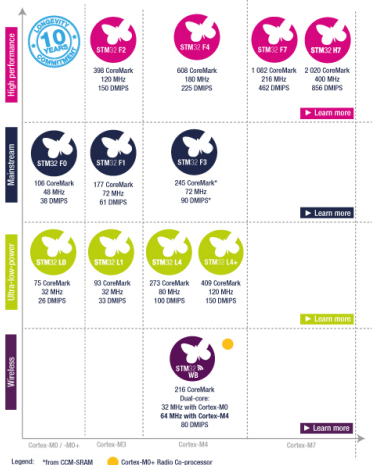 LONGEVITY
10
YEARS
COMMITMENT
High performance
STM32 F2
398 CoreMark
120 MHz
150 DMIPS
STM32 F4
608 CoreMark
180 MHz
225 DMIPS
STM32 F7
1 082 CoreMark
216 MHz
462 DMIPS
STM32 H7
2 020 CoreMark
400 MHz
856 DMIPS
► Learn more
Mainstream
STM32 F0
106 CoreMark
48 MHz
38 DMIPS
STM32 F1
177 CoreMark
72 MHz
61 DMIPS
STM32 F3
245 CoreMark*
72 MHz
90 DMIPS*
► Learn more
Ultra-low-power
STM32 L0
75 CoreMark
32 MHz
26 DMIPS
STM32 L1
93 CoreMark
32 MHz
33 DMIPS
STM32 L4
273 CoreMark
80 MHz
100 DMIPS
STM32 L4+
409 CoreMark
120 MHz
150 DMIPS
► Learn more
Wireless
STM32
WB
216 CoreMark
Dual-core:
32 MHz with Cortex-M0
64 MHz with Cortex-M4
80 DMIPS
► Learn more
Cortex-M0 / -M0+
Cortex-M3
Cortex-M4
Cortex-M7
Legend: *from CCM-SRAM
Cortex-M0+ Radio Co-processor